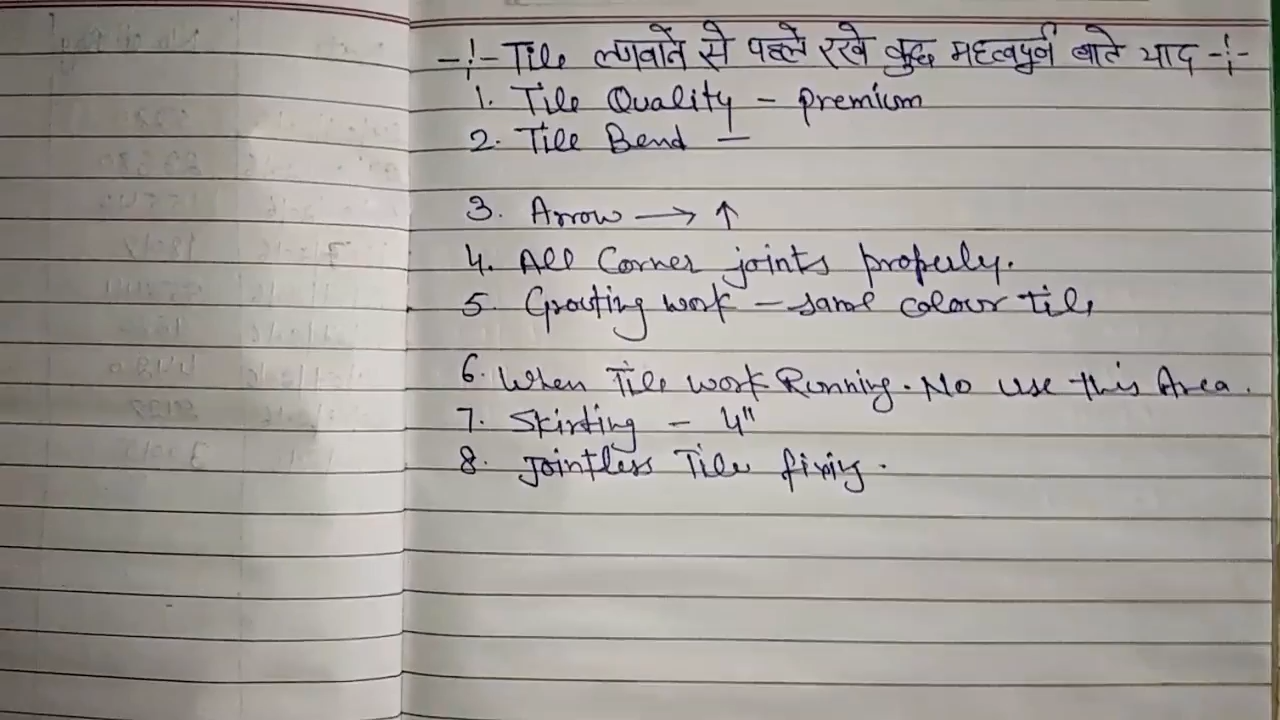 -!- Tile लगवाने से पहले रखे कुछ महत्वपूर्ण बाते याद -!-
1. Tile Quality - premium
2. Tile Bend -
3. Arrow → ↑
4. All Corner joints properly.
5. Grouting work - same colour tile
6. When Tile work Running. No use this Area.
7. Skirting - 4"
8. Jointless Tile fixing.